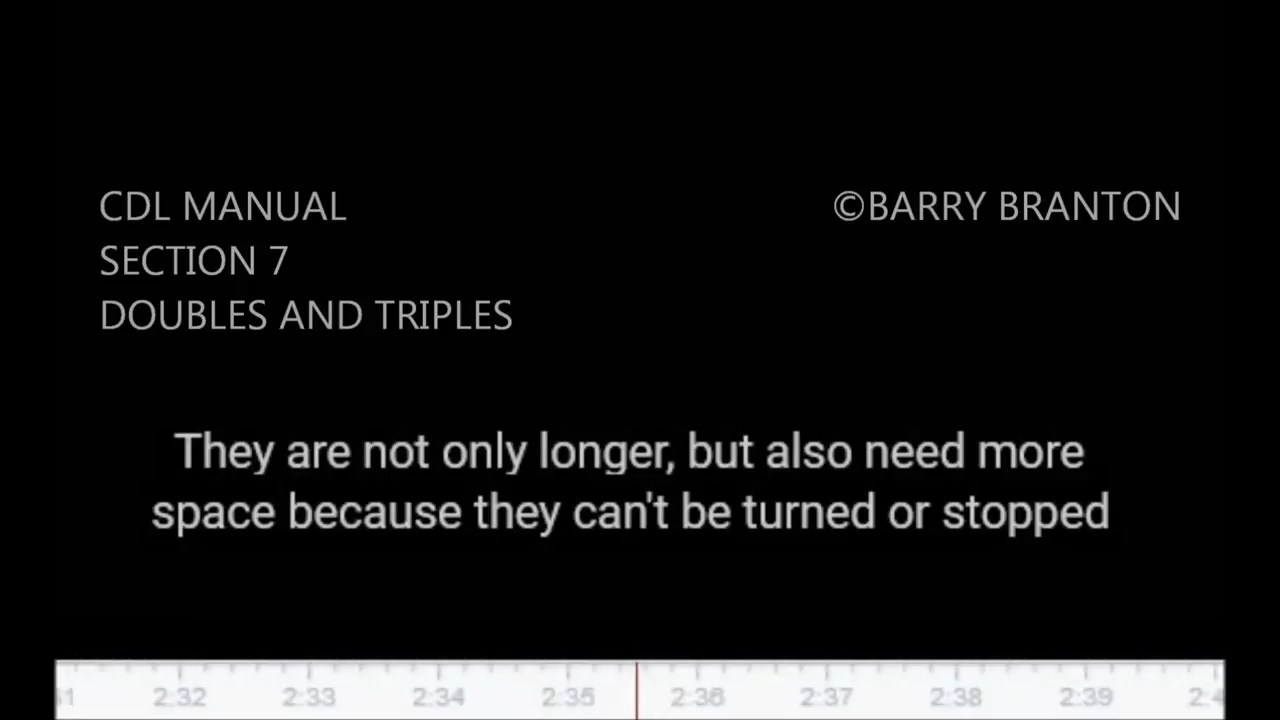 CDL MANUAL ©BARRY BRANTON
SECTION 7
DOUBLES AND TRIPLES
They are not only longer, but also need more
space because they can't be turned or stopped
2:32 2:33 2:34 2:35 2:36 2:37 2:38 2:39